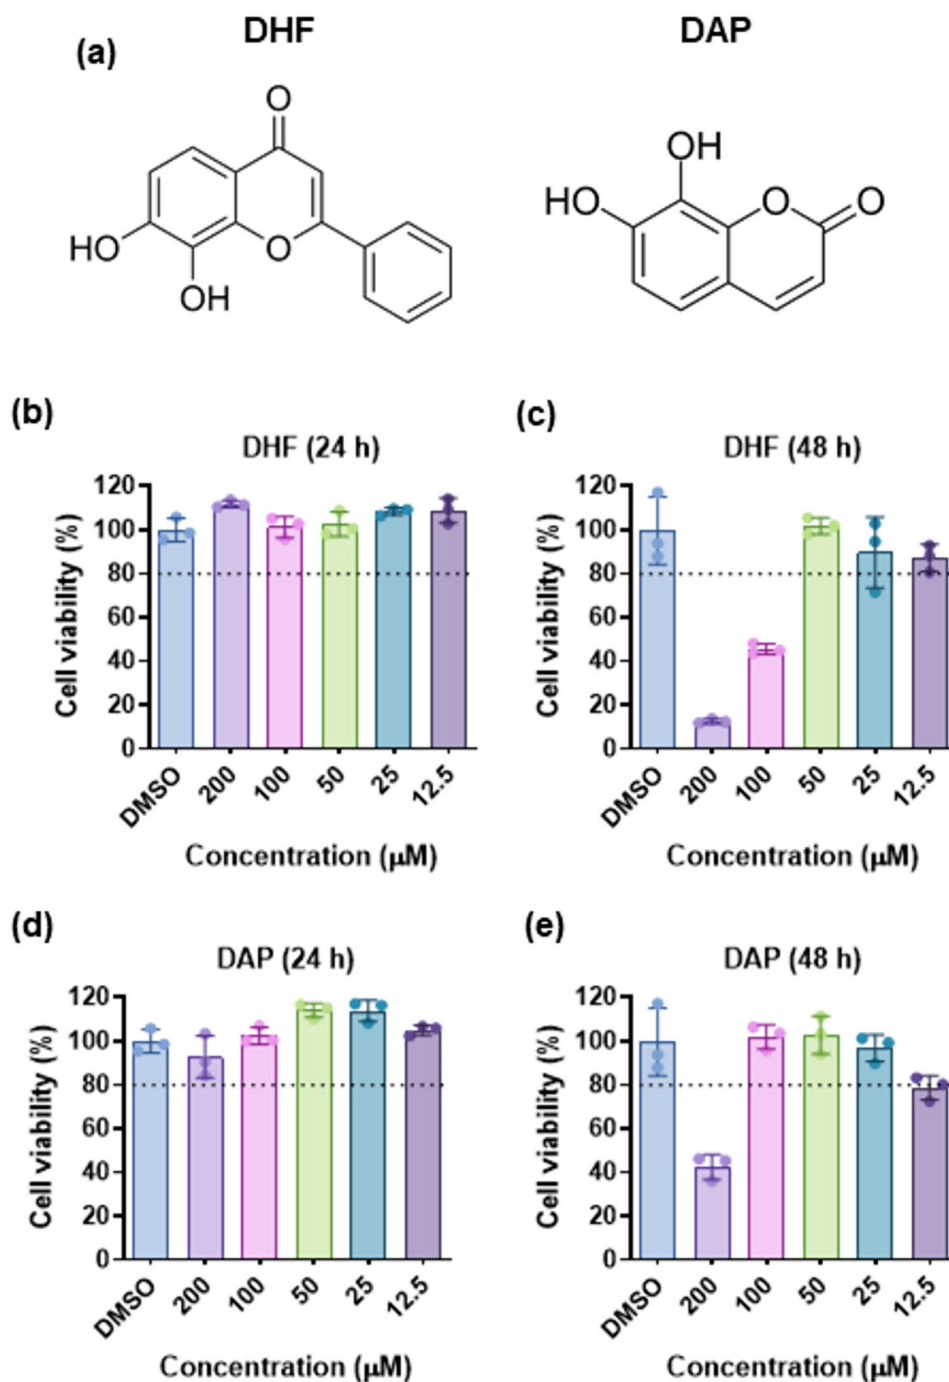 DHF
DAP
(a)
O
HO
O
OH
OH
HO
O
O
(b)
DHF (24 h)
Cell viability (%)
120
100
80
60
40
20
0
DMSO
200
100
50
25
12.5
Concentration (μM)
(c)
DHF (48 h)
Cell viability (%)
120
100
80
60
40
20
0
DMSO
200
100
50
25
12.5
Concentration (μM)
(d)
DAP (24 h)
Cell viability (%)
120
100
80
60
40
20
0
DMSO
200
100
50
25
12.5
Concentration (μM)
(e)
DAP (48 h)
Cell viability (%)
120
100
80
60
40
20
0
DMSO
200
100
50
25
12.5
Concentration (μM)